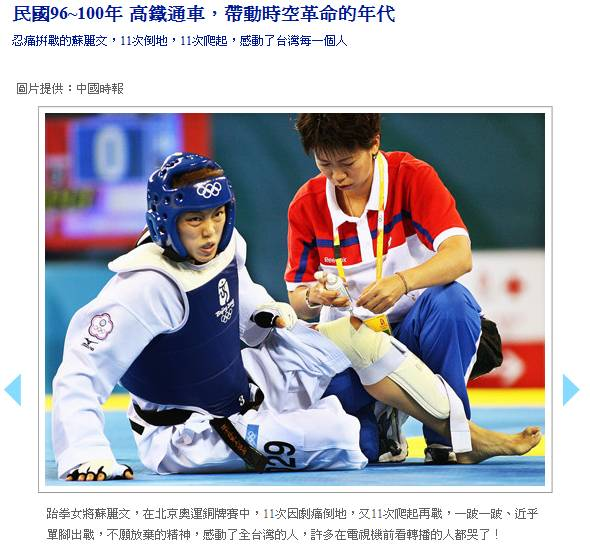 民國96~100年 高鐵通車，帶動時空革命的年代
忍痛拚戰的蘇麗文，11次倒地，11次爬起，感動了台灣每一個人
圖片提供：中國時報
0
Reebok
729
跆拳女將蘇麗文，在北京奧運銅牌賽中，11次因劇痛倒地，又11次爬起再戰，一跛一跛、近乎
單腳出戰，不願放棄的精神，感動了全台灣的人，許多在電視機前看轉播的人都哭了！